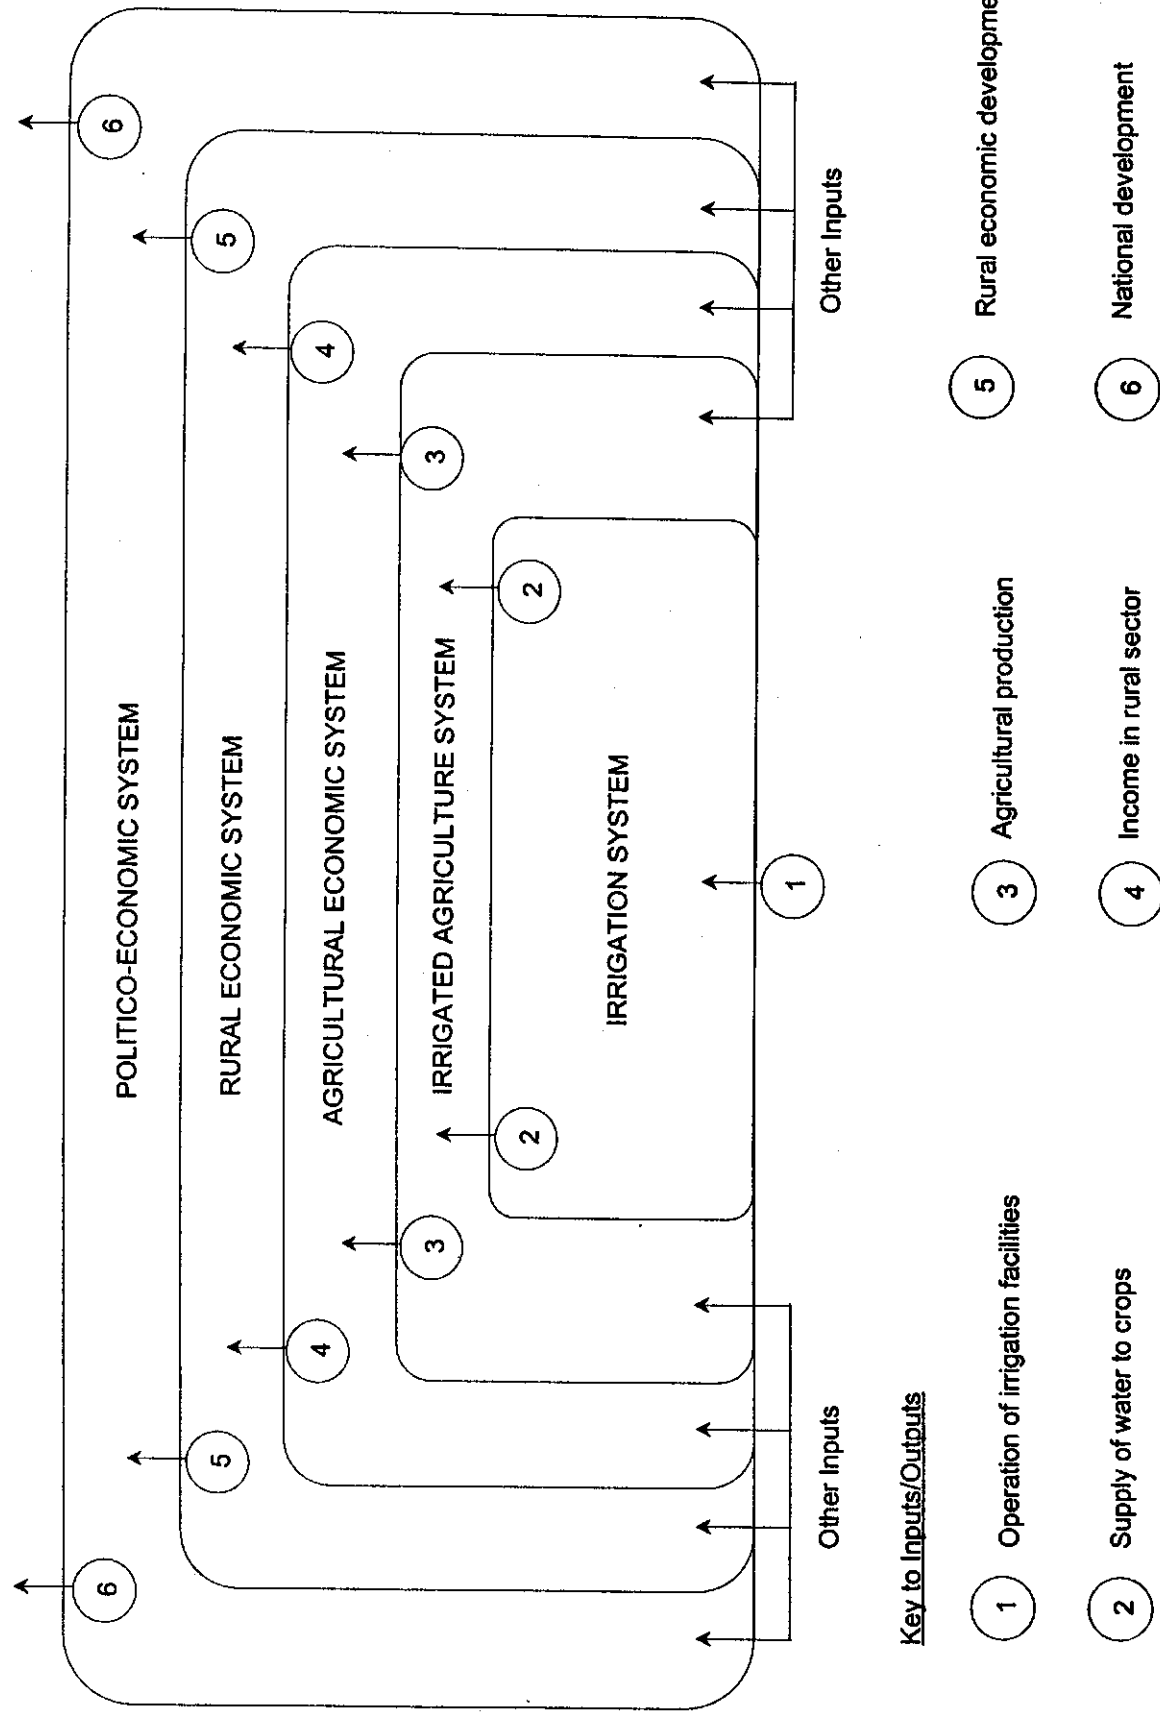 6 6
POLITICO-ECONOMIC SYSTEM
5 5
RURAL ECONOMIC SYSTEM
4 4
AGRICULTURAL ECONOMIC SYSTEM
3 3
IRRIGATED AGRICULTURE SYSTEM
2 2
IRRIGATION SYSTEM
1
Other Inputs
Other Inputs
Key to Inputs/Outputs
1 Operation of irrigation facilities
3 Agricultural production
5 Rural economic developme
2 Supply of water to crops
4 Income in rural sector
6 National development